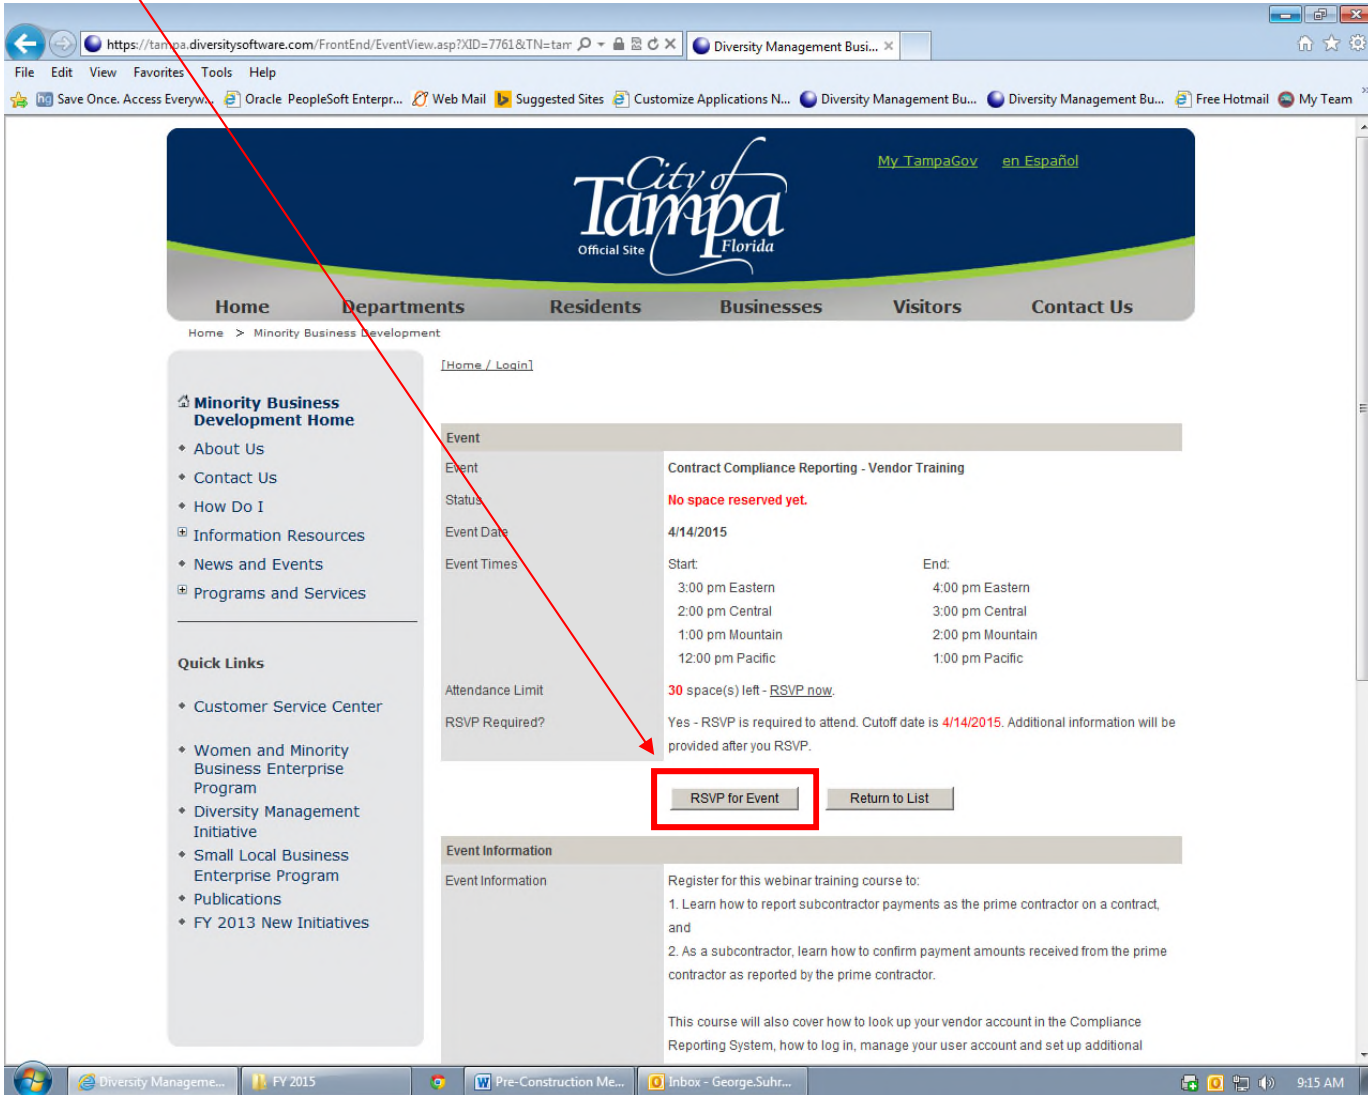 https://tampa.diversitysoftware.com/FrontEnd/EventView.asp?XID=7761&TN=tam
Diversity Management Busi...
File Edit View Favorites Tools Help
Save Once. Access Everyw... Oracle PeopleSoft Enterpr... Web Mail Suggested Sites Customize Applications N... Diversity Management Bu... Diversity Management Bu... Free Hotmail My Team
My TampaGov en Español
City of
Tampa
Official Site Florida
Home Departments Residents Businesses Visitors Contact Us
Home > Minority Business Development
[Home / Login]
Minority Business
Development Home
About Us
Contact Us
How Do I
Information Resources
News and Events
Programs and Services
Quick Links
Customer Service Center
Women and Minority
Business Enterprise
Program
Diversity Management
Initiative
Small Local Business
Enterprise Program
Publications
FY 2013 New Initiatives
Event
Event Contract Compliance Reporting - Vendor Training
Status No space reserved yet.
Event Date 4/14/2015
Event Times Start: End:
3:00 pm Eastern 4:00 pm Eastern
2:00 pm Central 3:00 pm Central
1:00 pm Mountain 2:00 pm Mountain
12:00 pm Pacific 1:00 pm Pacific
Attendance Limit 30 space(s) left - RSVP now.
RSVP Required? Yes - RSVP is required to attend. Cutoff date is 4/14/2015. Additional information will be
provided after you RSVP.
RSVP for Event Return to List
Event Information
Event Information Register for this webinar training course to:
1. Learn how to report subcontractor payments as the prime contractor on a contract,
and
2. As a subcontractor, learn how to confirm payment amounts received from the prime
contractor as reported by the prime contractor.
This course will also cover how to look up your vendor account in the Compliance
Reporting System, how to log in, manage your user account and set up additional
Diversity Manageme... FY 2015 Pre-Construction Me... Inbox - George.Suhr... 9:15 AM